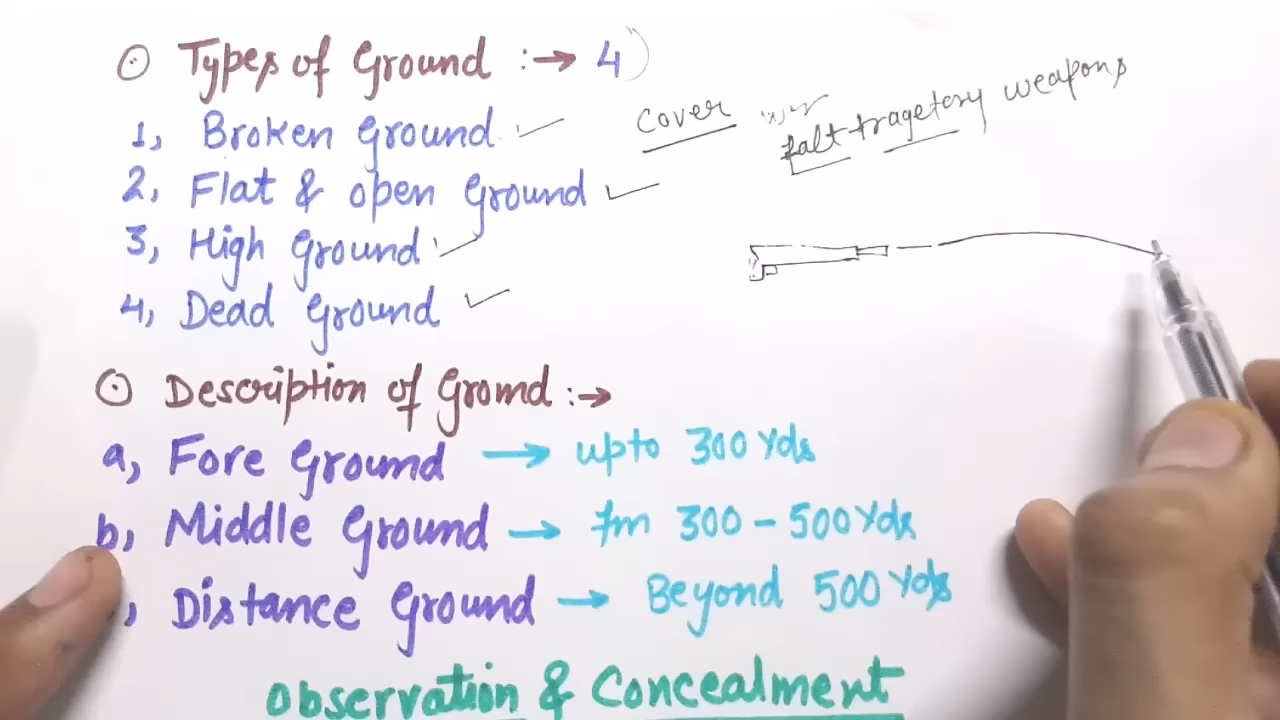 ⊙ Types of Ground :→ 4)
1, Broken Ground
cover
falt tragetory weapons
2, Flat & open Ground
3, High Ground
4, Dead Ground
⊙ Description of Ground :→
a, Fore Ground → upto 300 Yds
b, Middle Ground → fm 300 - 500 Yds
, Distance Ground → Beyond 500 Yds
Observation & Concealment